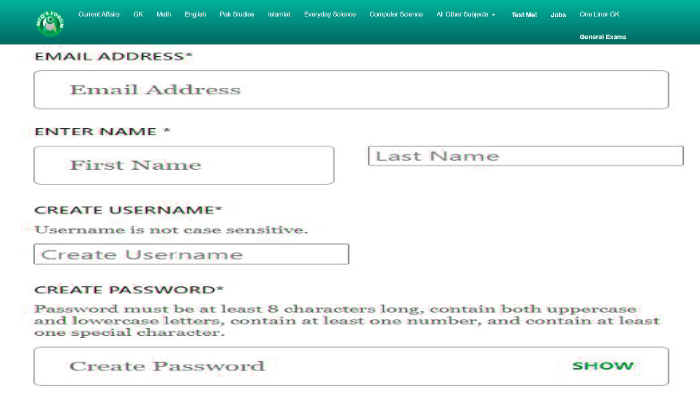 MCQ'S FORUM
Current Affairs GK Math English Pak Studies Islamiat Everyday Science Computer Science All Other Subjects Test Me! Jobs One Liner GK
General Exams
EMAIL ADDRESS*
Email Address
ENTER NAME *
First Name Last Name
CREATE USERNAME*
Username is not case sensitive.
Create Username
CREATE PASSWORD*
Password must be at least 8 characters long, contain both uppercase
and lowercase letters, contain at least one number, and contain at least
one special character.
Create Password SHOW